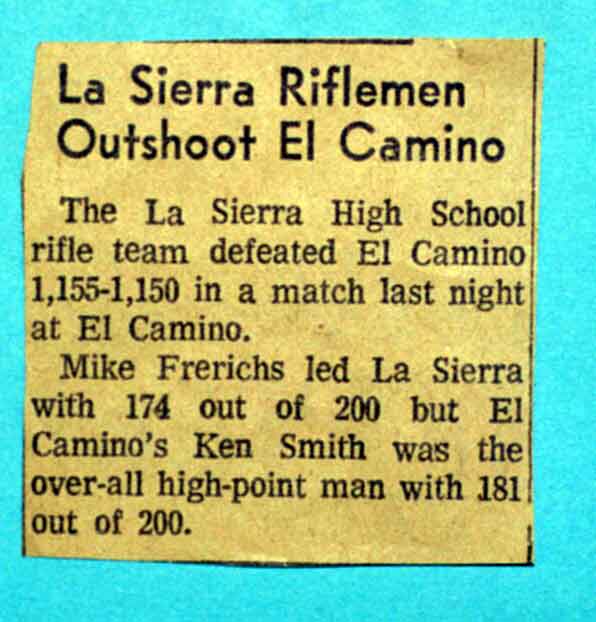 La Sierra Riflemen
Outshoot El Camino
The La Sierra High School
rifle team defeated El Camino
1,155-1,150 in a match last night
at El Camino.
Mike Frerichs led La Sierra
with 174 out of 200 but El
Camino's Ken Smith was the
over-all high-point man with 181
out of 200.